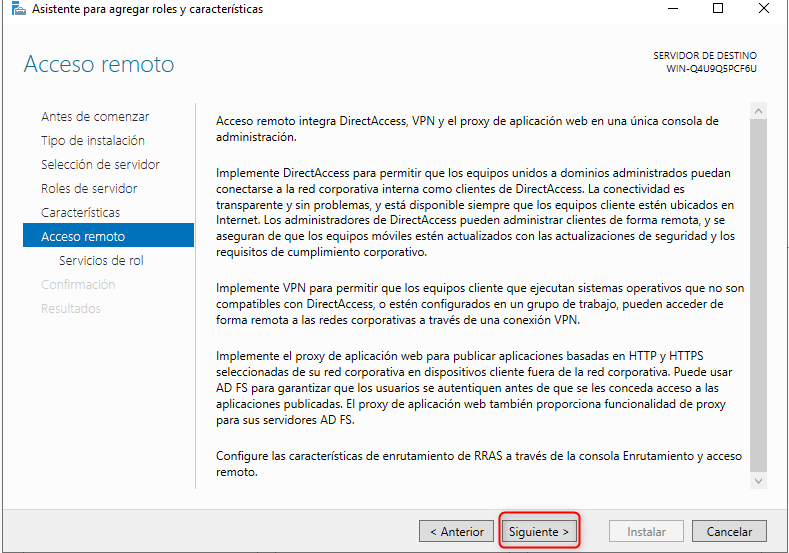 Asistente para agregar roles y características
Acceso remoto
SERVIDOR DE DESTINO
WIN-Q4U9Q5PCF6U
Antes de comenzar
Tipo de instalación
Selección de servidor
Roles de servidor
Características
Acceso remoto
Servicios de rol
Confirmación
Resultados
Acceso remoto integra DirectAccess, VPN y el proxy de aplicación web en una única consola de
administración.
Implemente DirectAccess para permitir que los equipos unidos a dominios administrados puedan
conectarse a la red corporativa interna como clientes de DirectAccess. La conectividad es
transparente y sin problemas, y está disponible siempre que los equipos cliente estén ubicados en
Internet. Los administradores de DirectAccess pueden administrar clientes de forma remota, y se
aseguran de que los equipos móviles estén actualizados con las actualizaciones de seguridad y los
requisitos de cumplimiento corporativo.
Implemente VPN para permitir que los equipos cliente que ejecutan sistemas operativos que no son
compatibles con DirectAccess, o estén configurados en un grupo de trabajo, pueden acceder de
forma remota a las redes corporativas a través de una conexión VPN.
Implemente el proxy de aplicación web para publicar aplicaciones basadas en HTTP y HTTPS
seleccionadas de su red corporativa en dispositivos cliente fuera de la red corporativa. Puede usar
AD FS para garantizar que los usuarios se autentiquen antes de que se les conceda acceso a las
aplicaciones publicadas. El proxy de aplicación web también proporciona funcionalidad de proxy
para sus servidores AD FS.
Configure las características de enrutamiento de RRAS a través de la consola Enrutamiento y acceso
remoto.
< Anterior
Siguiente >
Instalar
Cancelar